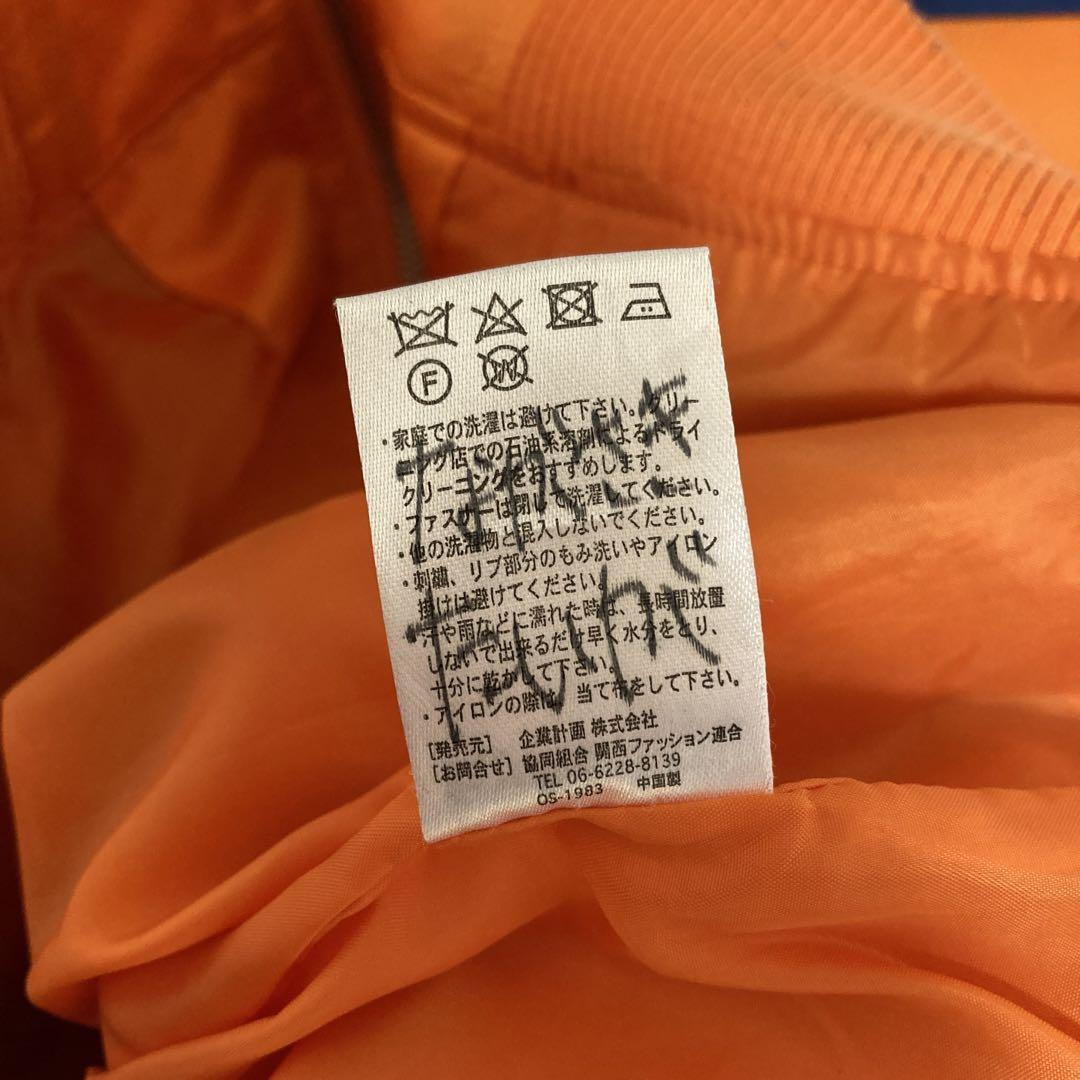 F W
・家庭での洗濯は避けて下さい。クリー
ニング店での石油系溶剤によるドライ
クリーニングをおすすめします。
・ファスナーは閉じて洗濯してください。
・他の洗濯物と混入しないでください。
・刺繍、リブ部分のもみ洗いやアイロン
掛けは避けてください。
汗や雨などに濡れた時は、長時間放置
しないで出来るだけ早く水分をとり、
十分に乾かして下さい。
・アイロンの際は、当て布をして下さい。
[発売元] 企業計画 株式会社
[お問合せ] 協同組合 関西ファッション連合
TEL 06-6228-8139
OS-1983 中国製